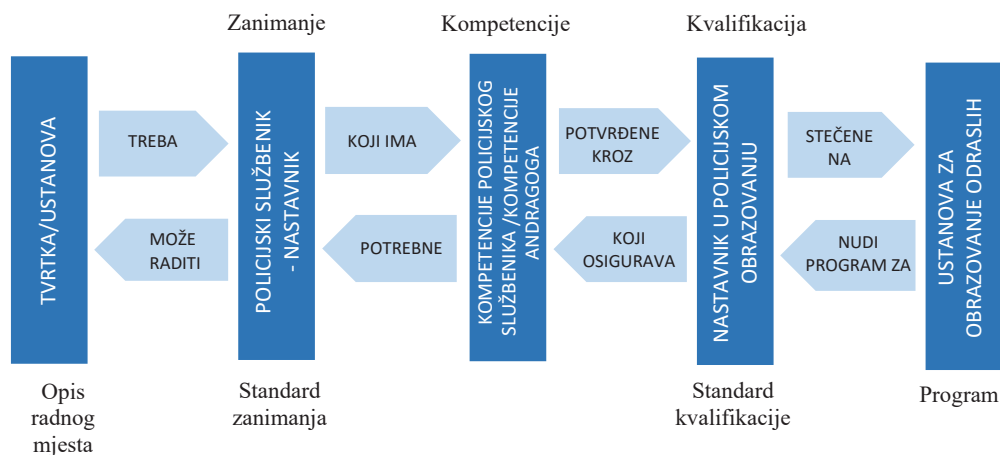 Zanimanje
Kompetencije
Kvalifikacija
TVRTKA/USTANOVA
TREBA
MOŽE
RADITI
POLICIJSKI SLUŽBENIK
- NASTAVNIK
KOJI IMA
POTREBNE
KOMPETENCIJE POLICIJSKOG
SLUŽBENIKA /KOMPETENCIJE
ANDRAGOGA
POTVRĐENE
KROZ
KOJI
OSIGURAVA
NASTAVNIK U POLICIJSKOM
OBRAZOVANJU
STEČENE
NA
NUDI
PROGRAM ZA
USTANOVA ZA
OBRAZOVANJE ODRASLIH
Opis
radnog
mjesta
Standard
zanimanja
Standard
kvalifikacije
Program